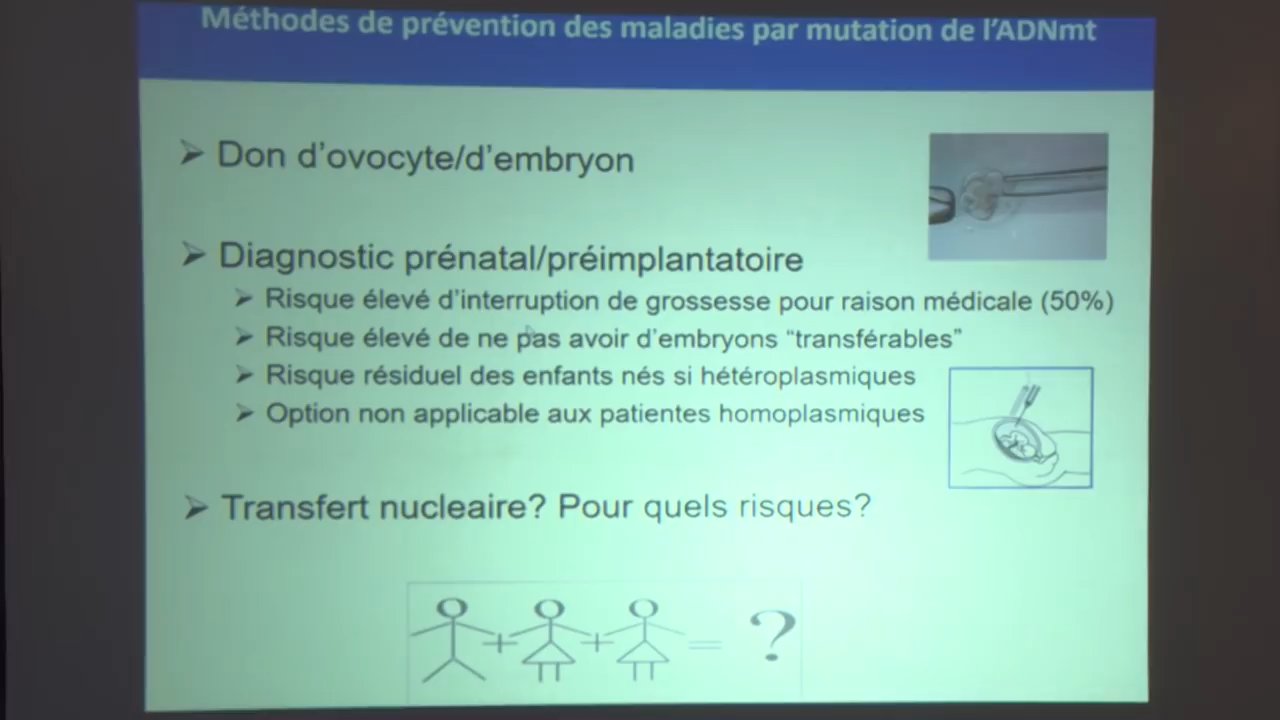 Méthodes de prévention des maladies par mutation de l'ADNmt
➤ Don d'ovocyte/d'embryon
➤ Diagnostic prénatal/préimplantatoire
➤ Risque élevé d'interruption de grossesse pour raison médicale (50%)
➤ Risque élevé de ne pas avoir d'embryons "transférables"
➤ Risque résiduel des enfants nés si hétéroplasmiques
➤ Option non applicable aux patientes homoplasmiques
➤ Transfert nucleaire? Pour quels risques?
+ + = ?